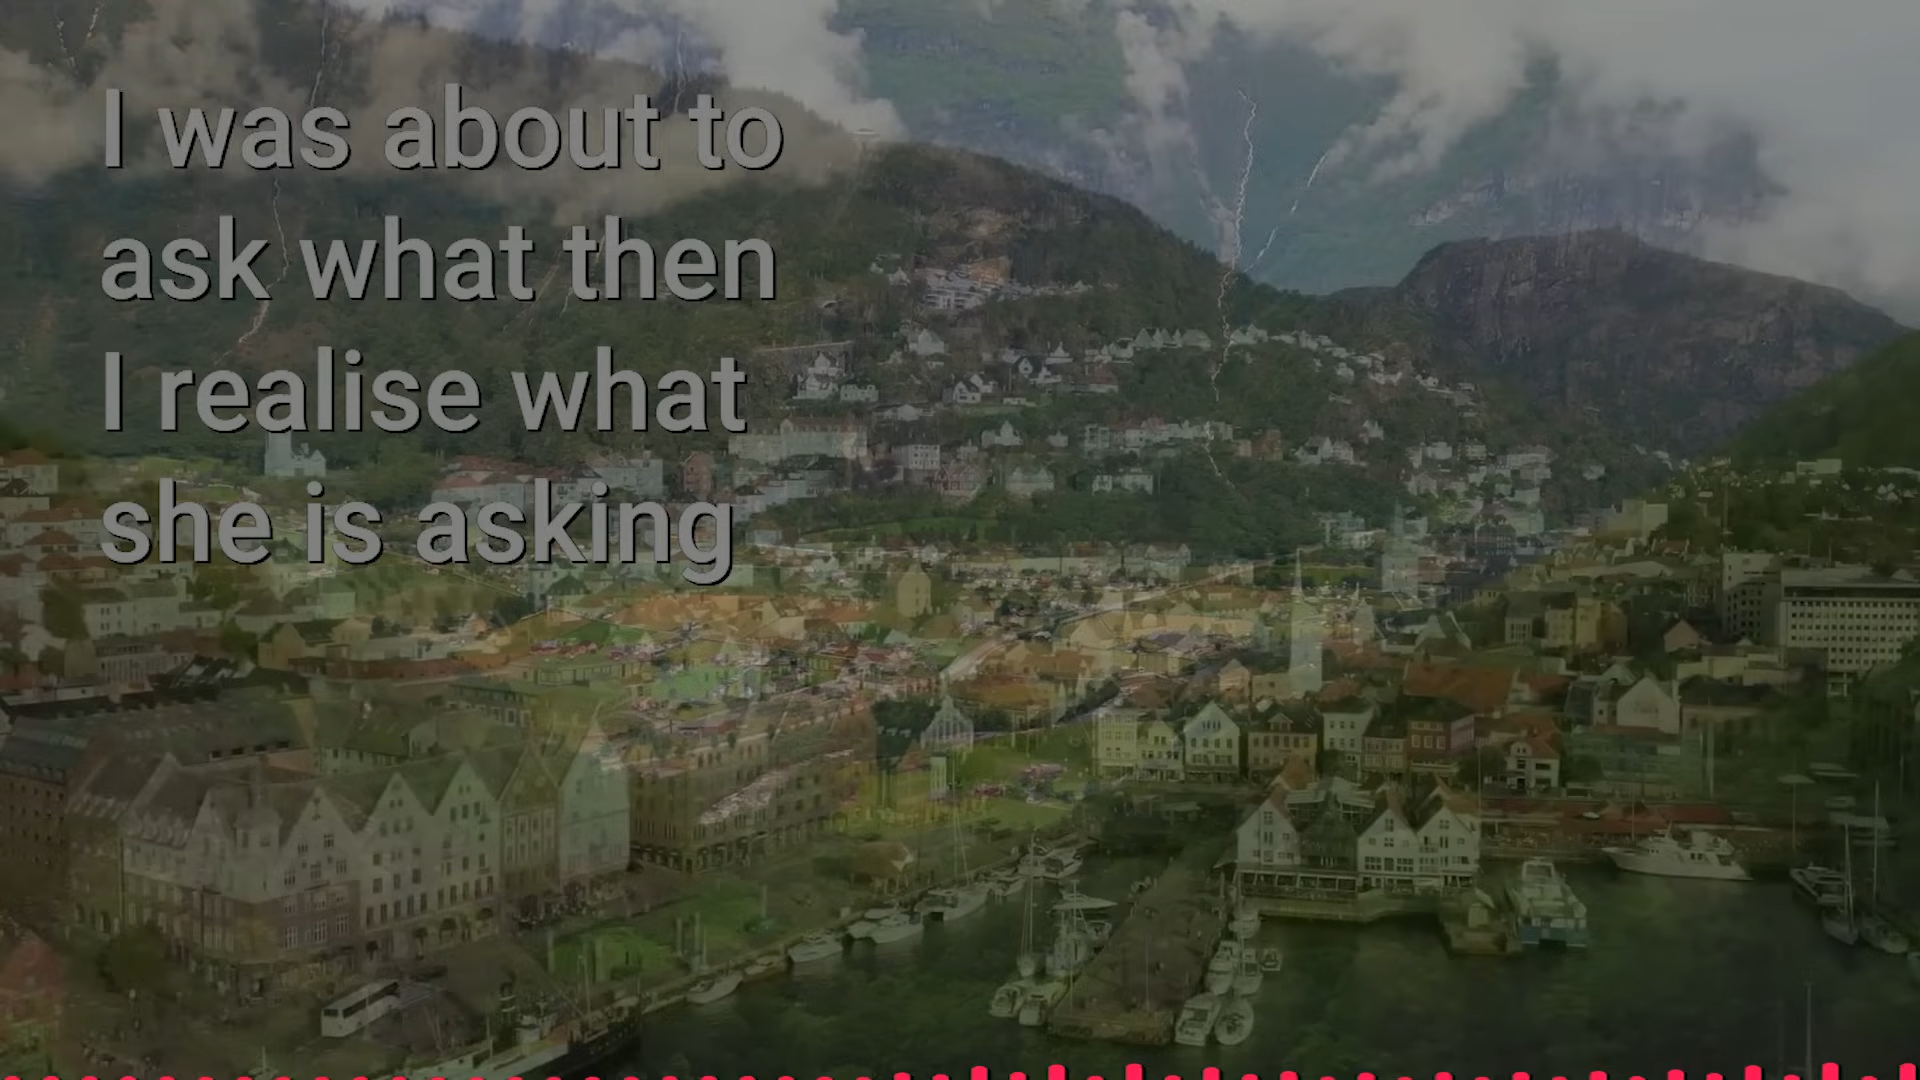 I was about to
ask what then
I realise what
she is asking